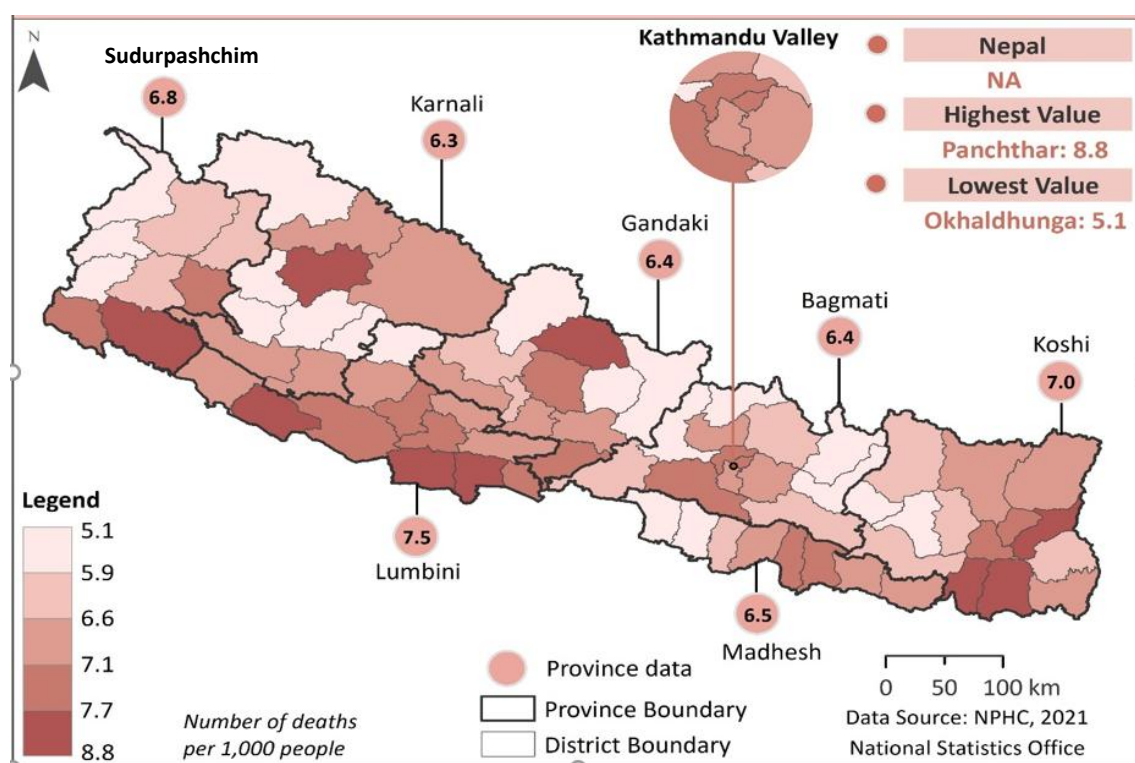 N
Sudurpashchim
6.8
Karnali
6.3
Kathmandu Valley
Nepal
NA
Highest Value
Panchthar: 8.8
Lowest Value
Okhaldhunga: 5.1
Gandaki
6.4
Bagmati
6.4
Koshi
7.0
Legend
5.1
5.9
6.6
7.1
7.7
8.8
7.5
Lumbini
6.5
Madhesh
Number of deaths
per 1,000 people
Province data
Province Boundary
District Boundary
0 50 100 km
Data Source: NPHC, 2021
National Statistics Office